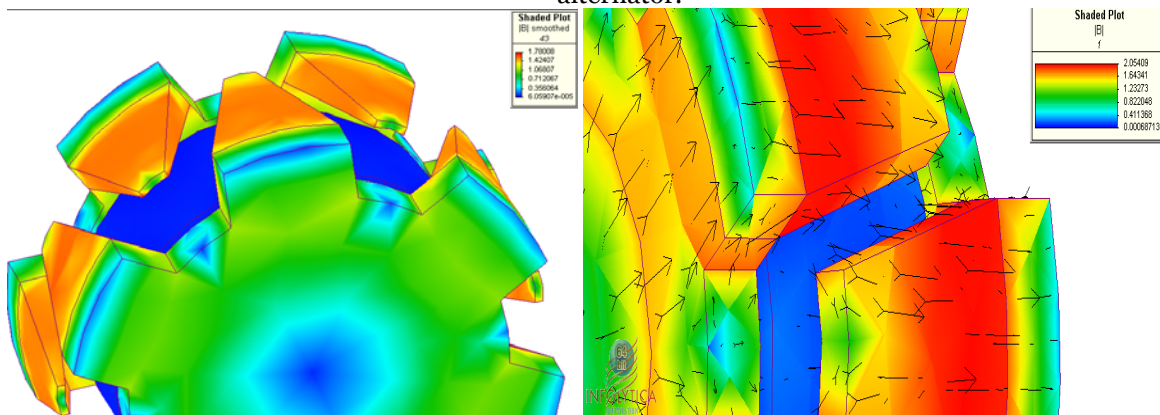 alternator.
Shaded Plot
|B| smoothed
43
1.78008
1.42407
1.06807
0.712067
0.356064
6.05907e-005
Shaded Plot
|B|
f
2.05409
1.64341
1.23273
0.822048
0.411368
0.00068713
INFOLYTICA